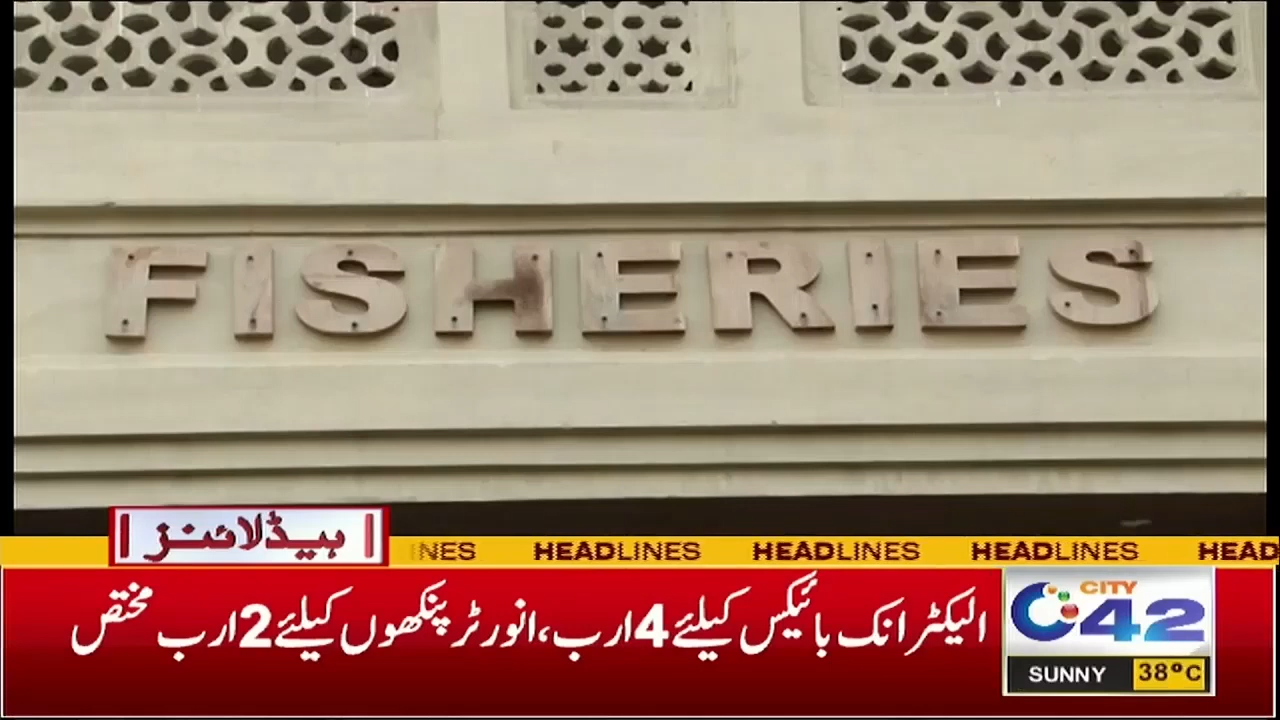 FISHERIES
ہیڈلائنز
INES HEADLINES HEADLINES HEADLINES HEAD
الیکٹرانک بائیکس کیلئے 4 ارب، انورٹر پنکھوں کیلئے 2 ارب مختص
CITY
42
SUNNY 38°C